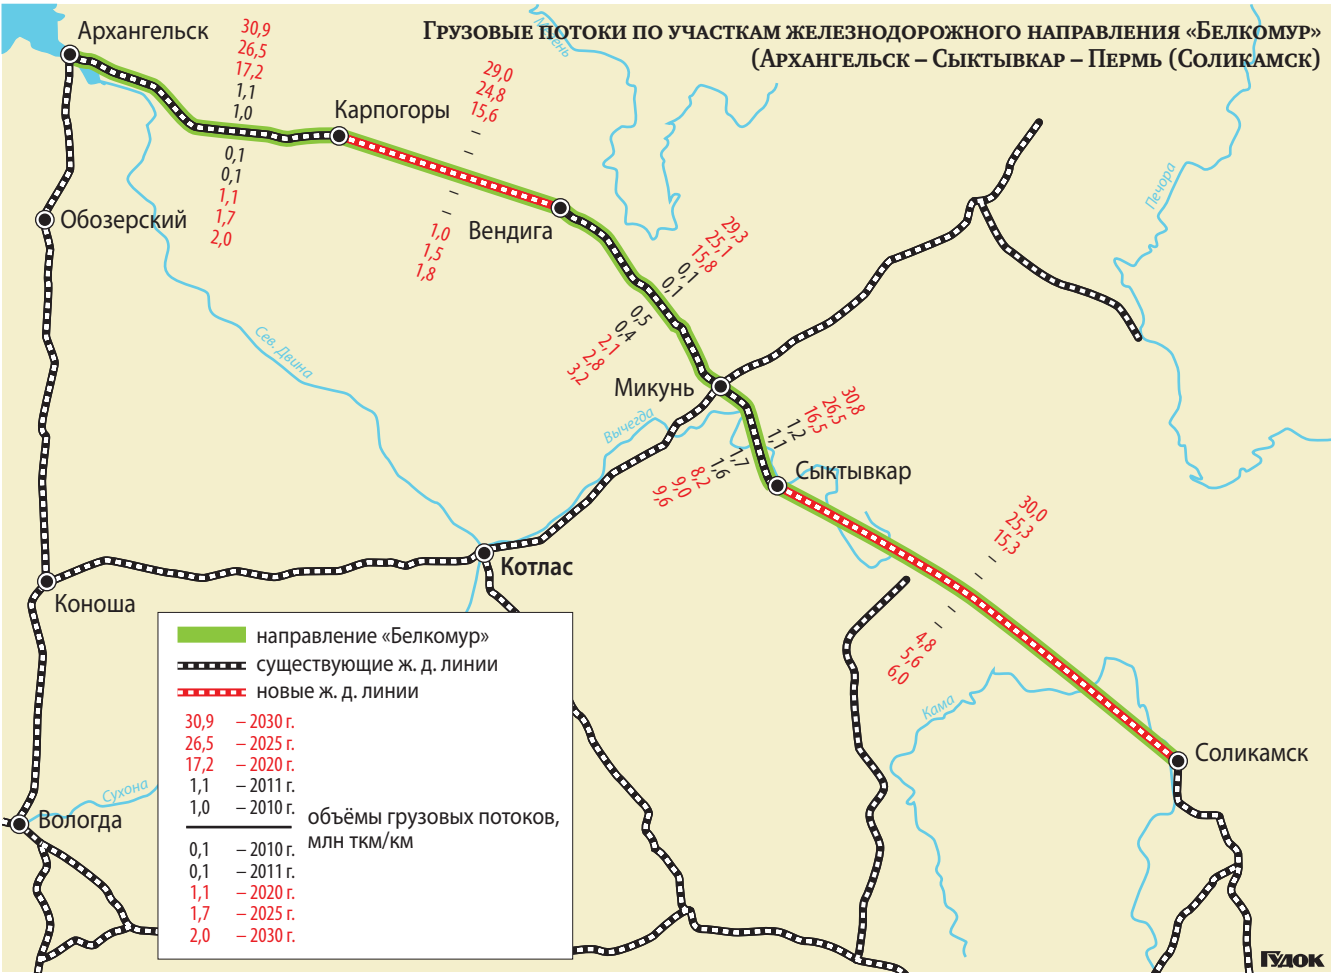 Грузовые потоки по участкам железнодорожного направления «Белкомур»
(Архангельск – Сыктывкар – Пермь (Соликамск)
Архангельск
30,9
26,5
17,2
1,1
1,0
0,1
0,1
1,1
1,7
2,0
Карпогоры
29,0
24,8
15,6
–
–
–
–
1,0
1,5
1,8
Мезень
Обозерский
Вендига
29,3
25,1
15,8
0,1
0,1
0,5
0,4
2,1
2,8
3,2
Печора
Сев. Двина
Микунь
Вычегда
30,8
26,5
16,5
1,2
1,1
1,7
1,6
8,2
9,0
9,6
Сыктывкар
30,0
25,3
15,3
–
–
–
–
4,8
5,6
6,0
Котлас
Коноша
Кама
Соликамск
Сухона
Вологда
направление «Белкомур»
существующие ж. д. линии
новые ж. д. линии
30,9 – 2030 г.
26,5 – 2025 г.
17,2 – 2020 г.
1,1 – 2011 г.
1,0 – 2010 г.
объёмы грузовых потоков,
млн ткм/км
0,1 – 2010 г.
0,1 – 2011 г.
1,1 – 2020 г.
1,7 – 2025 г.
2,0 – 2030 г.
Гудок